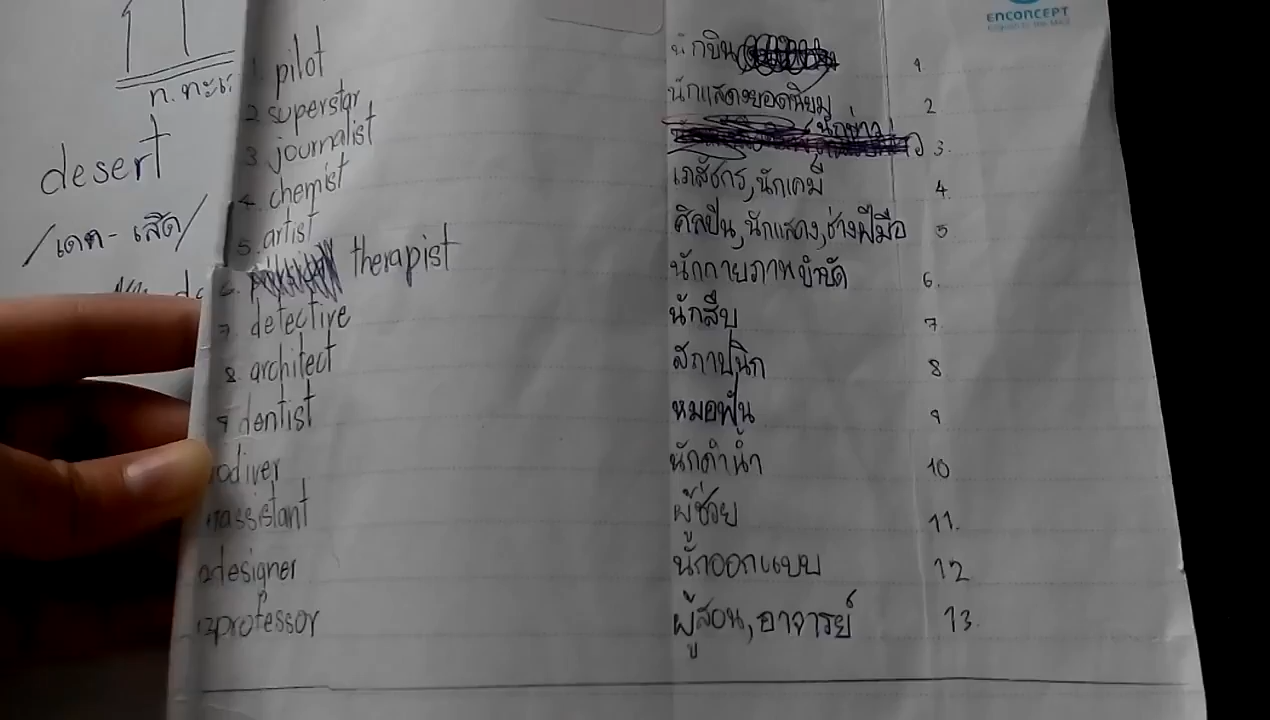 ENCONCEPT
น.ทะเ
desert
/เดท - เสิด/
1. pilot นักบิน 1
2. superstar นักแสดงยอดนิยม 2
3. journalist นักข่าว 3.
4. chemist เภสัชกร, นักเคมี 4.
5. artist ศิลปิน, นักแสดง, ช่างฝีมือ 5
6. therapist นักกายภาพบำบัด 6.
7. detective นักสืบ 7
8. architect สถาปนิก 8
9 dentist หมอฟัน 9
10 diver นักดำน้ำ 10
11 assistant ผู้ช่วย 11.
12 designer นักออกแบบ 12
13 professor ผู้สอน, อาจารย์ 13.